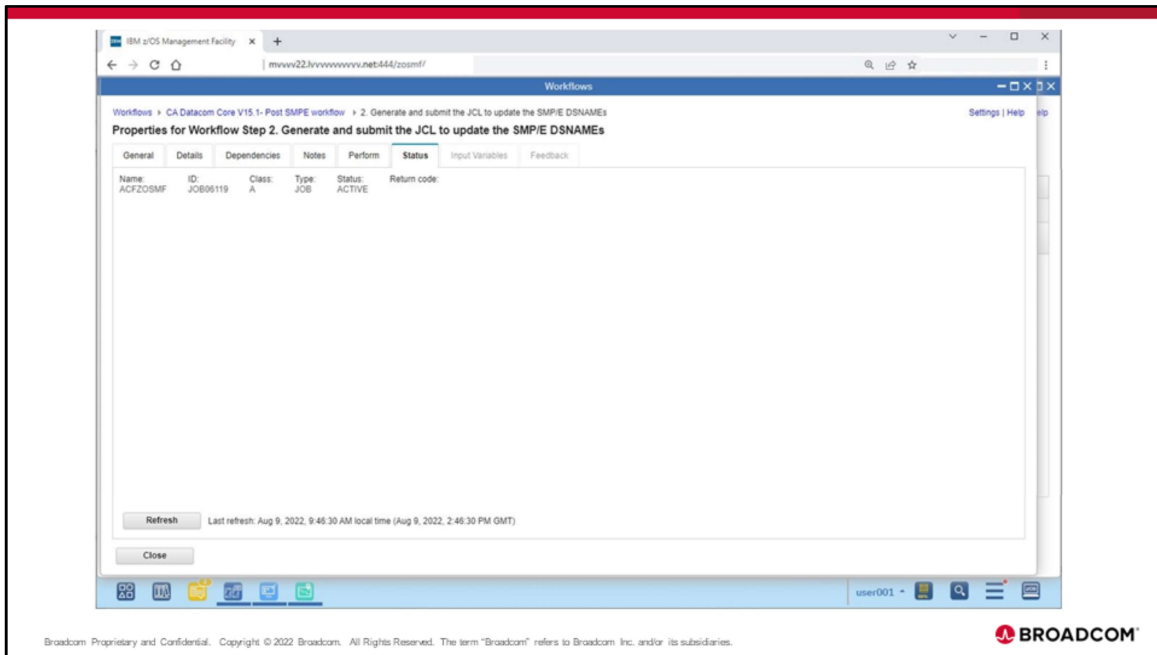 IBM z/OS Management Facility
mvvvv22.lvvvvvvvvvv.net:444/zosmf/
Workflows
Workflows › CA Datacom Core V15.1- Post SMPE workflow › 2. Generate and submit the JCL to update the SMP/E DSNAMEs
Settings | Help
elp
Properties for Workflow Step 2. Generate and submit the JCL to update the SMP/E DSNAMEs
General Details Dependencies Notes Perform Status Input Variables Feedback
Name: ID: Class: Type: Status: Return code:
ACFZOSMF JOB06119 A JOB ACTIVE
Refresh Last refresh: Aug 9, 2022, 9:46:30 AM local time (Aug 9, 2022, 2:46:30 PM GMT)
Close
user001
Broadcom Proprietary and Confidential. Copyright © 2022 Broadcom. All Rights Reserved. The term “Broadcom” refers to Broadcom Inc. and/or its subsidiaries.
BROADCOM